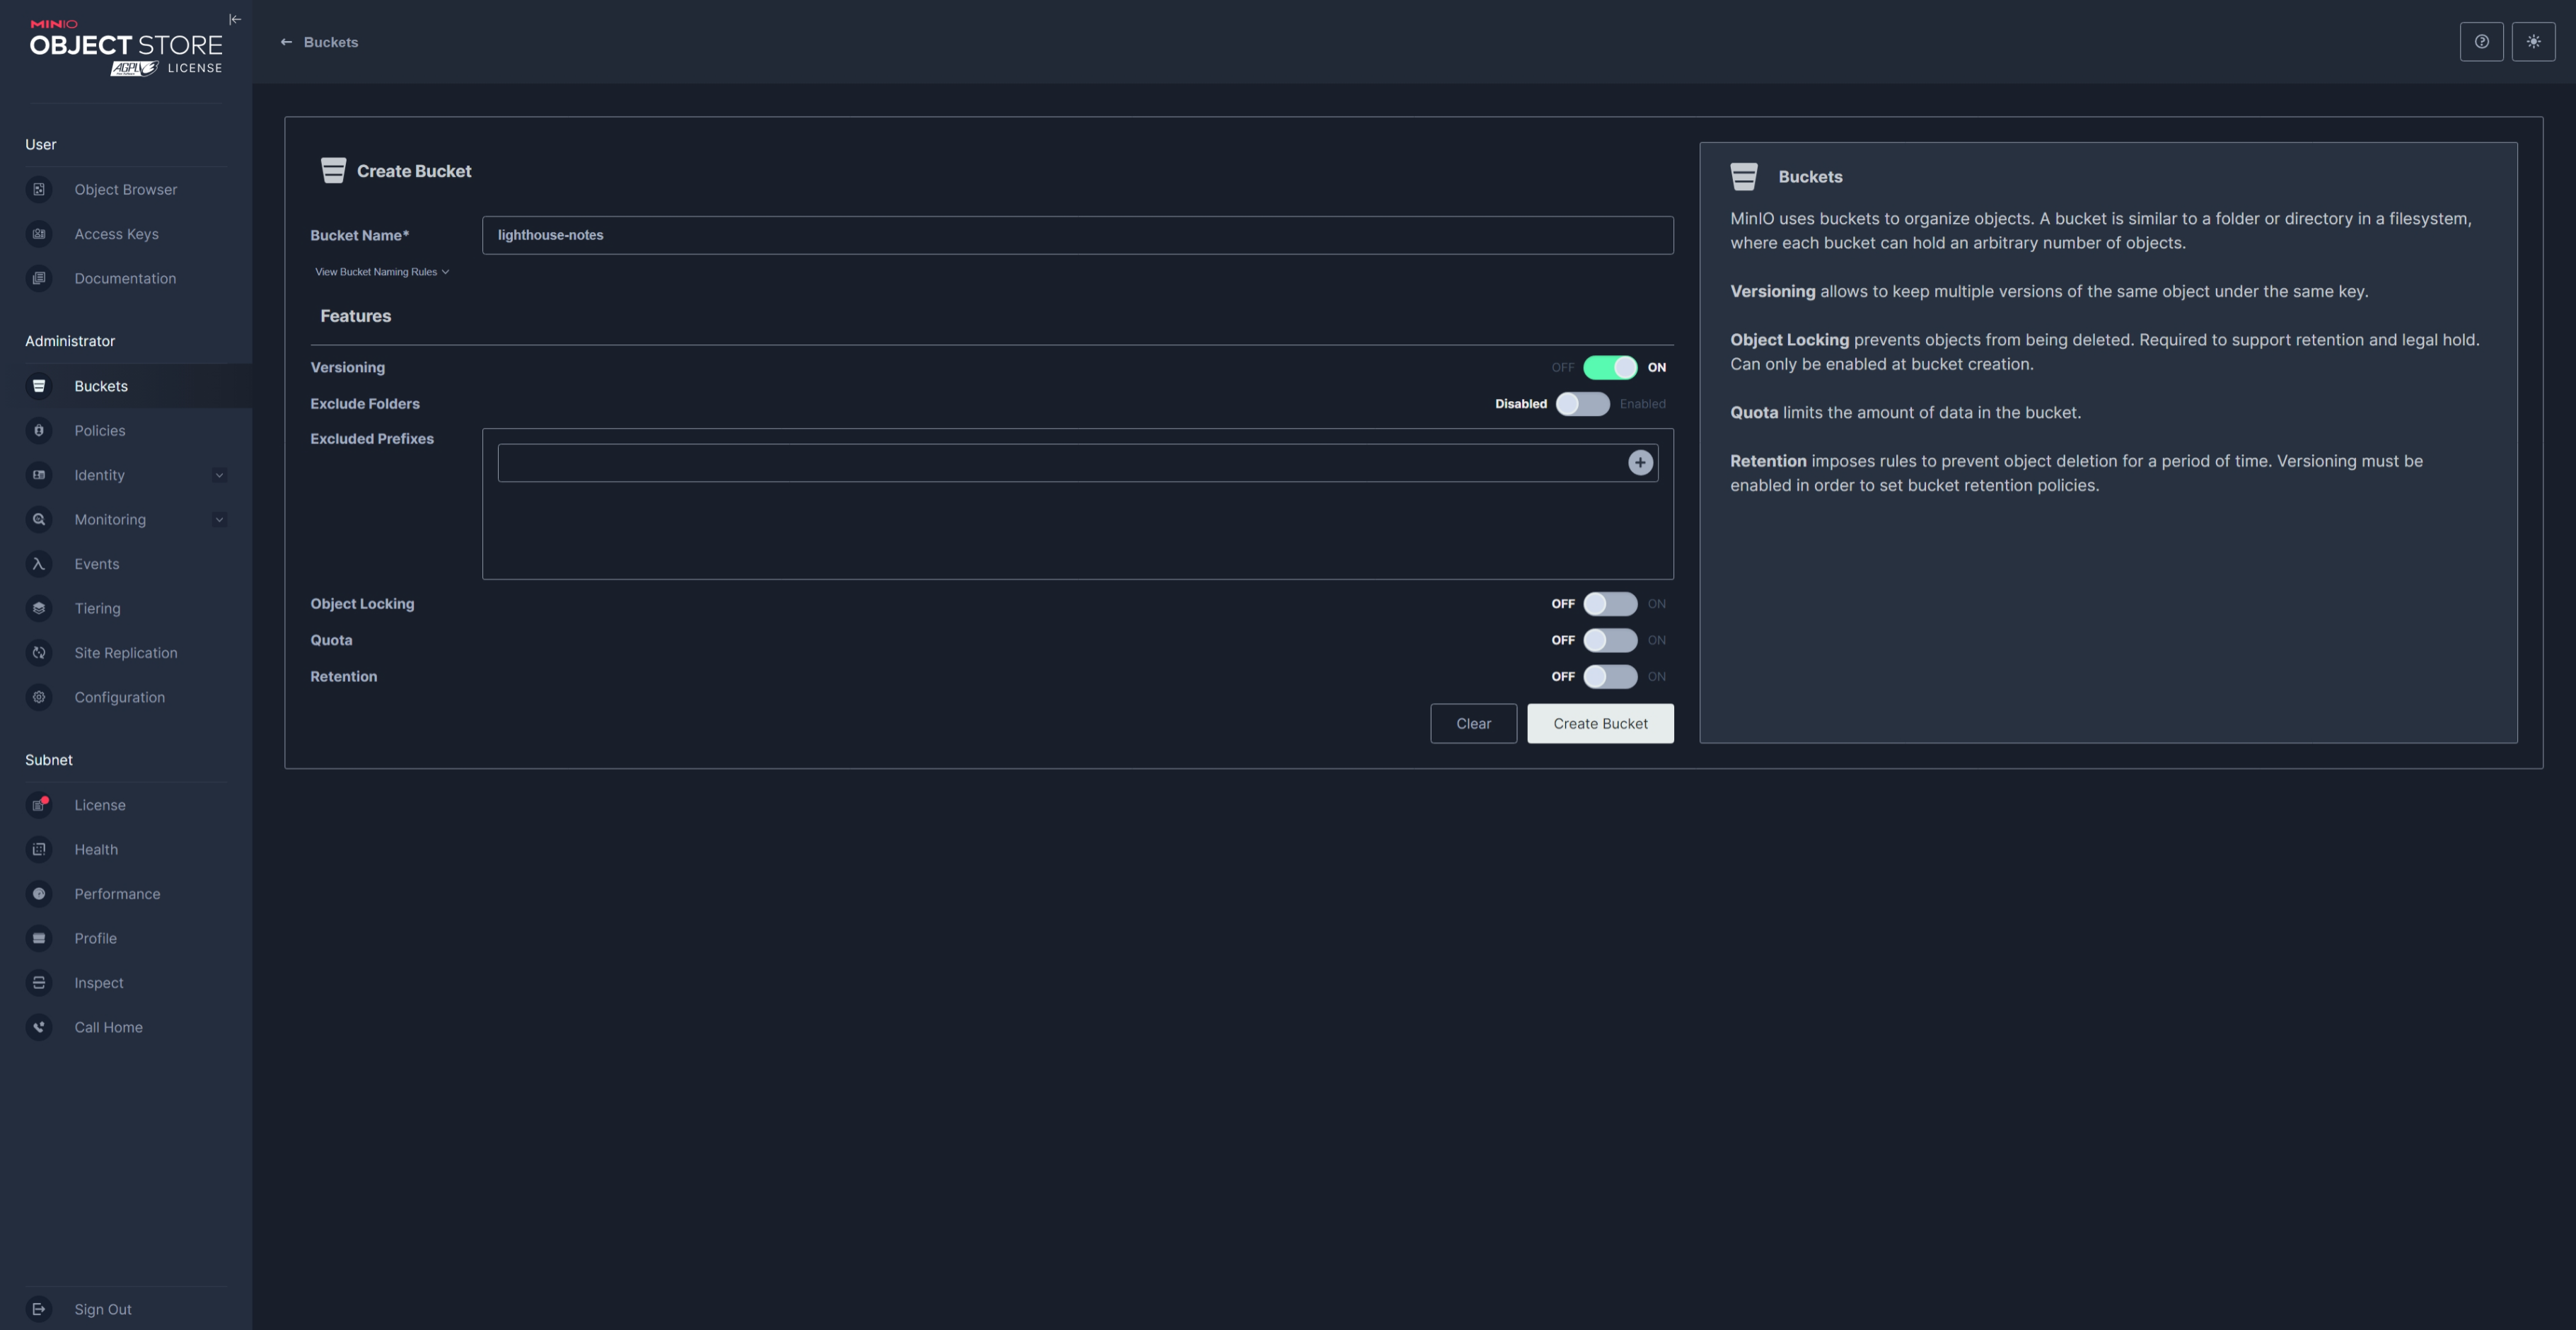 MINIO
OBJECT STORE
AGPLv3 LICENSE
User
Object Browser
Access Keys
Documentation
Administrator
Buckets
Policies
Identity
Monitoring
Events
Tiering
Site Replication
Configuration
Subnet
License
Health
Performance
Profile
Inspect
Call Home
Sign Out
Buckets
Create Bucket
Bucket Name* lighthouse-notes
View Bucket Naming Rules
Features
Versioning OFF ON
Exclude Folders Disabled Enabled
Excluded Prefixes
Object Locking OFF ON
Quota OFF ON
Retention OFF ON
Clear Create Bucket
Buckets
MinIO uses buckets to organize objects. A bucket is similar to a folder or directory in a filesystem,
where each bucket can hold an arbitrary number of objects.
Versioning allows to keep multiple versions of the same object under the same key.
Object Locking prevents objects from being deleted. Required to support retention and legal hold.
Can only be enabled at bucket creation.
Quota limits the amount of data in the bucket.
Retention imposes rules to prevent object deletion for a period of time. Versioning must be
enabled in order to set bucket retention policies.